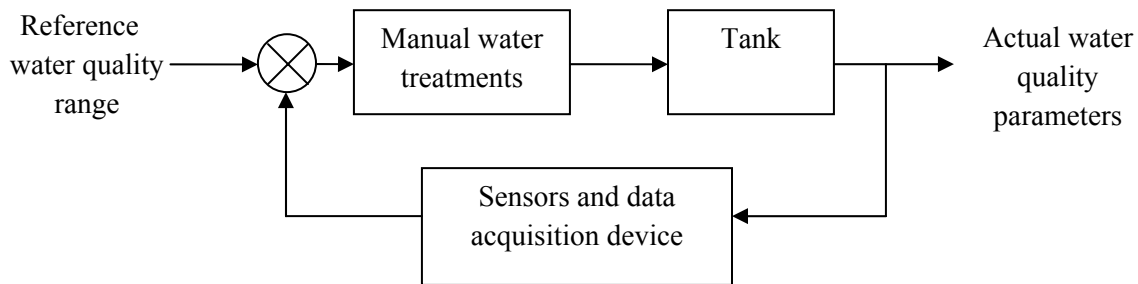 Reference
water quality
range
Manual water
treatments
Tank
Actual water
quality
parameters
Sensors and data
acquisition device